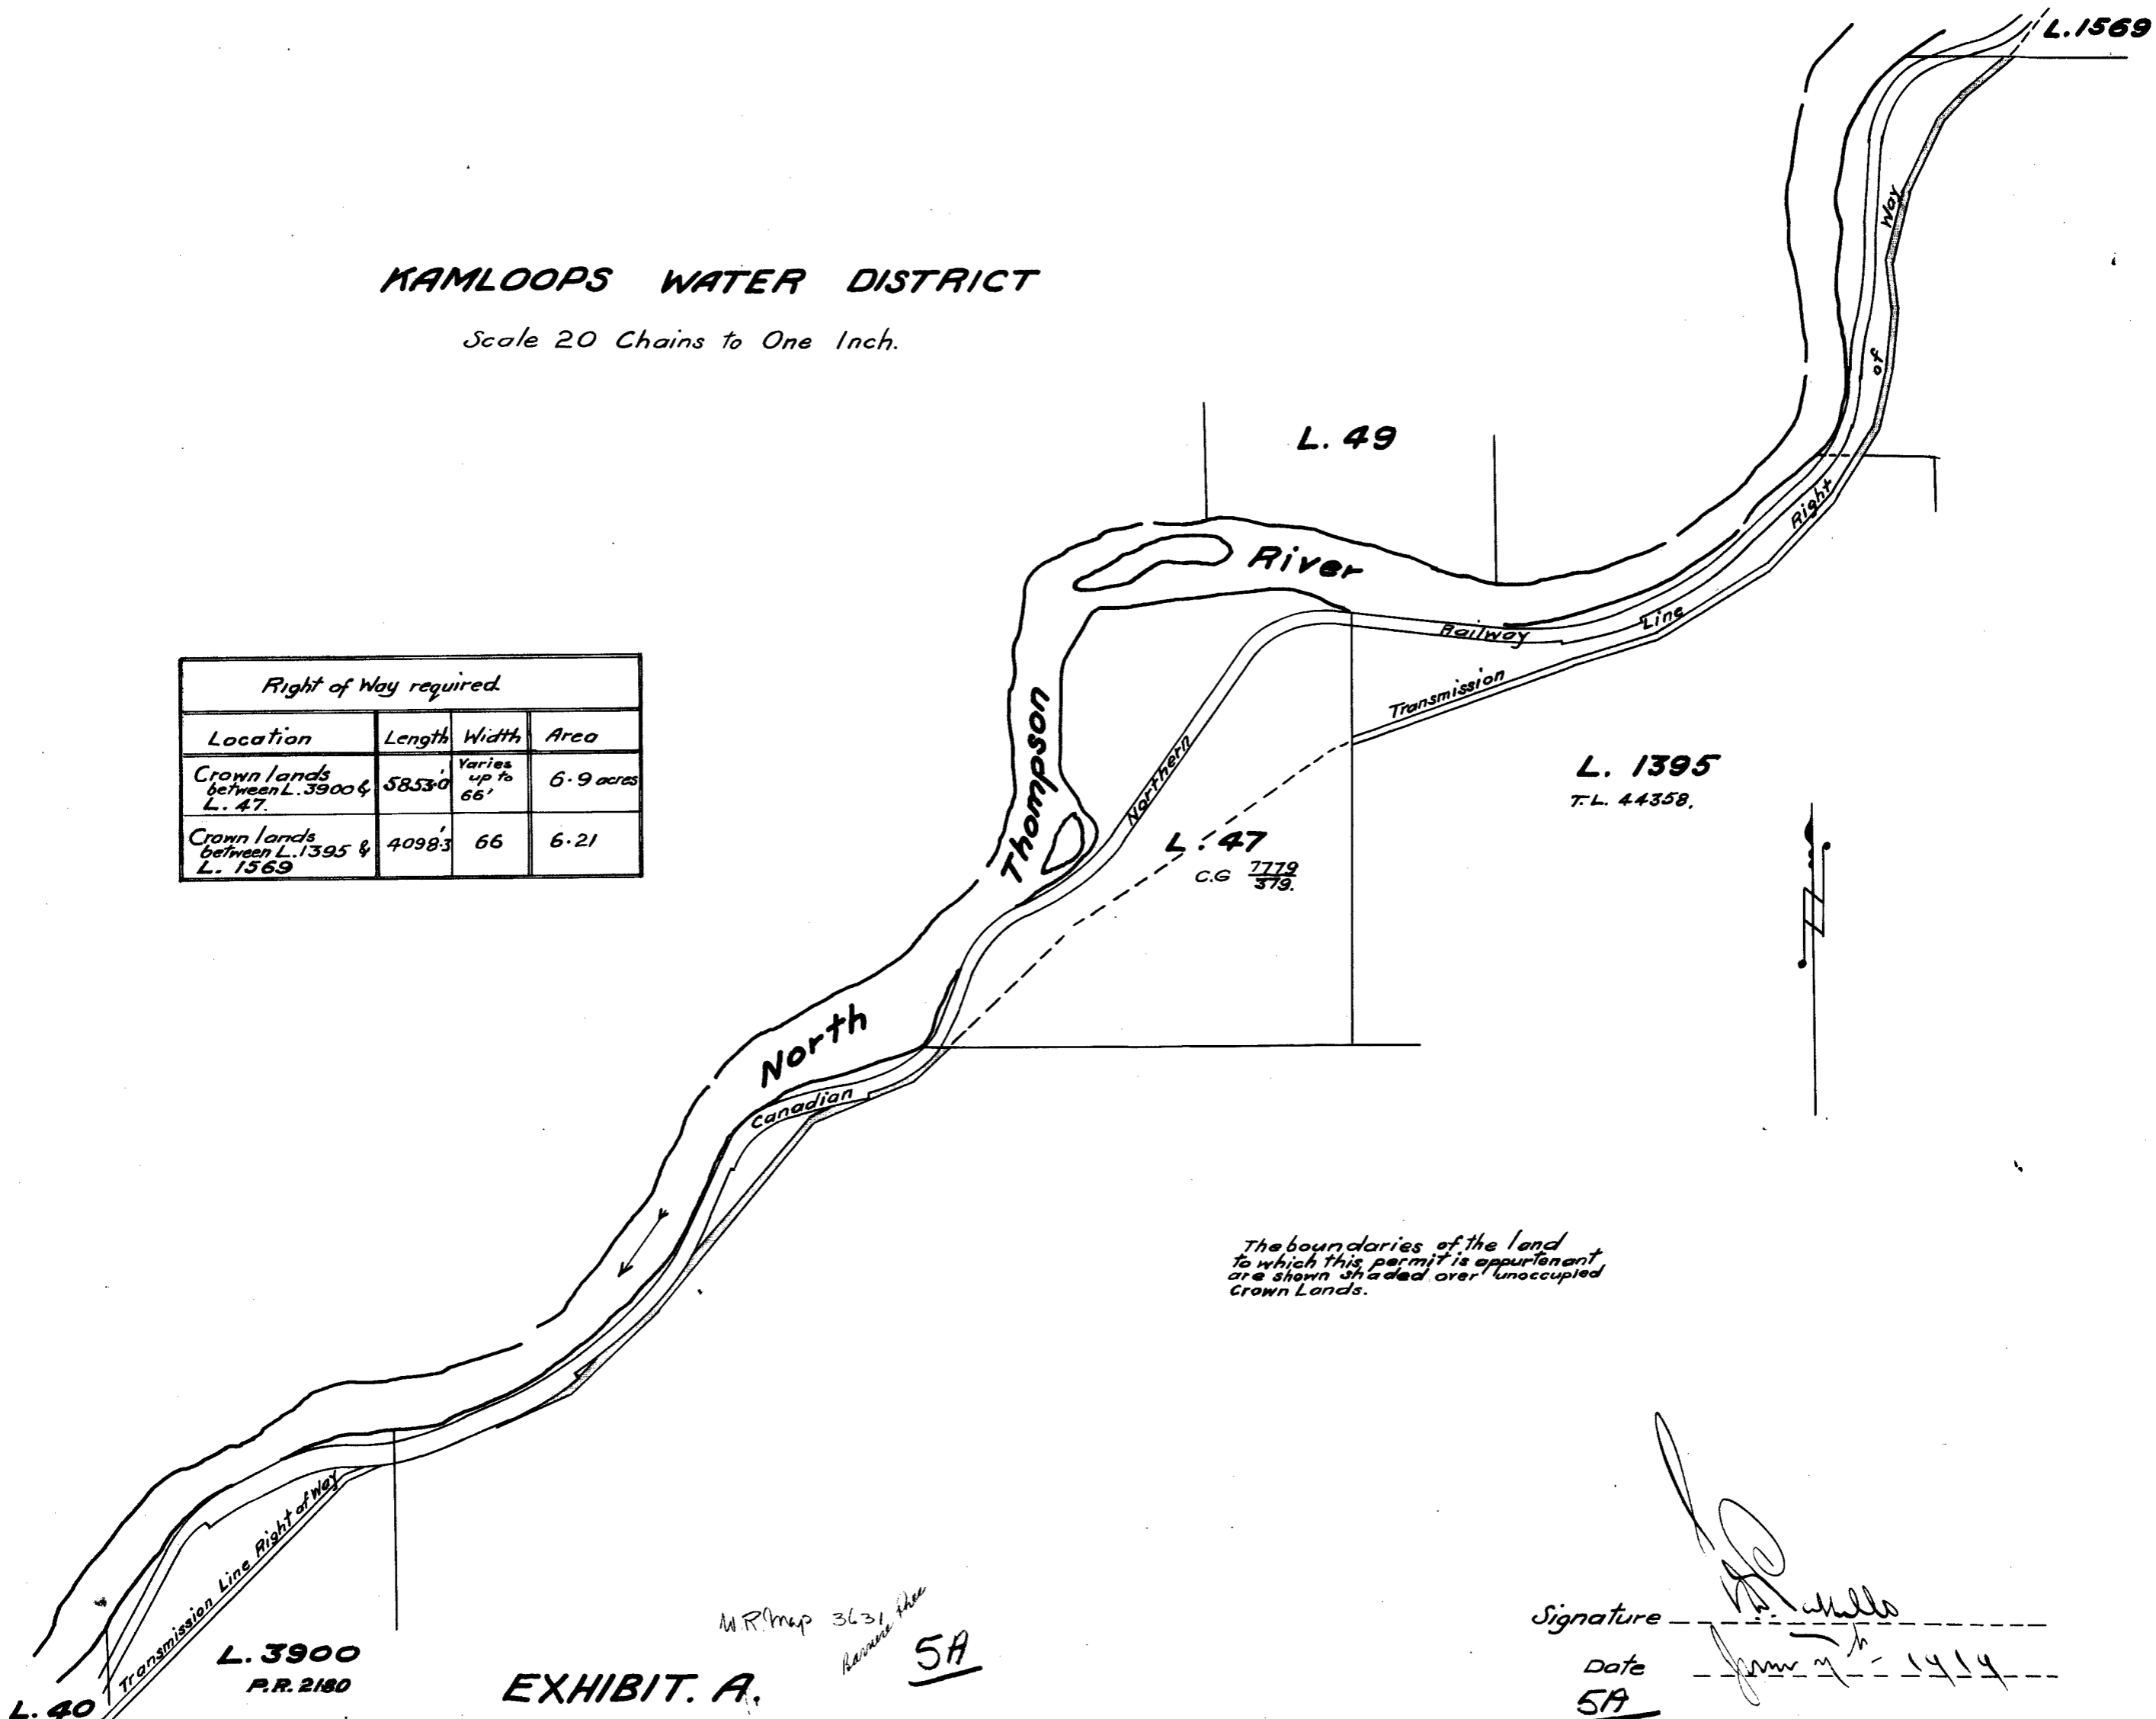 L.1569
KAMLOOPS WATER DISTRICT
Scale 20 Chains to One Inch.
Way
of
Right
Line
Transmission
L. 49
River
Railway
Northern
Thompson
Right of Way required.
Location Length Width Area
Crown lands between L.3900 & L. 47. 5853.0' Varies up to 66' 6.9 acres
Crown lands between L.1395 & L. 1569 4098.3' 66 6.21
L. 1395
T.L. 44358.
L. 47
C.G 7779
379.
North
Canadian
The boundaries of the land
to which this permit is appurtenant
are shown shaded over unoccupied
Crown Lands.
Transmission Line Right of Way
L. 3900
P.R. 2180
L. 40
EXHIBIT. A.
W.R. Map 3631
5A
Signature
Date
5A